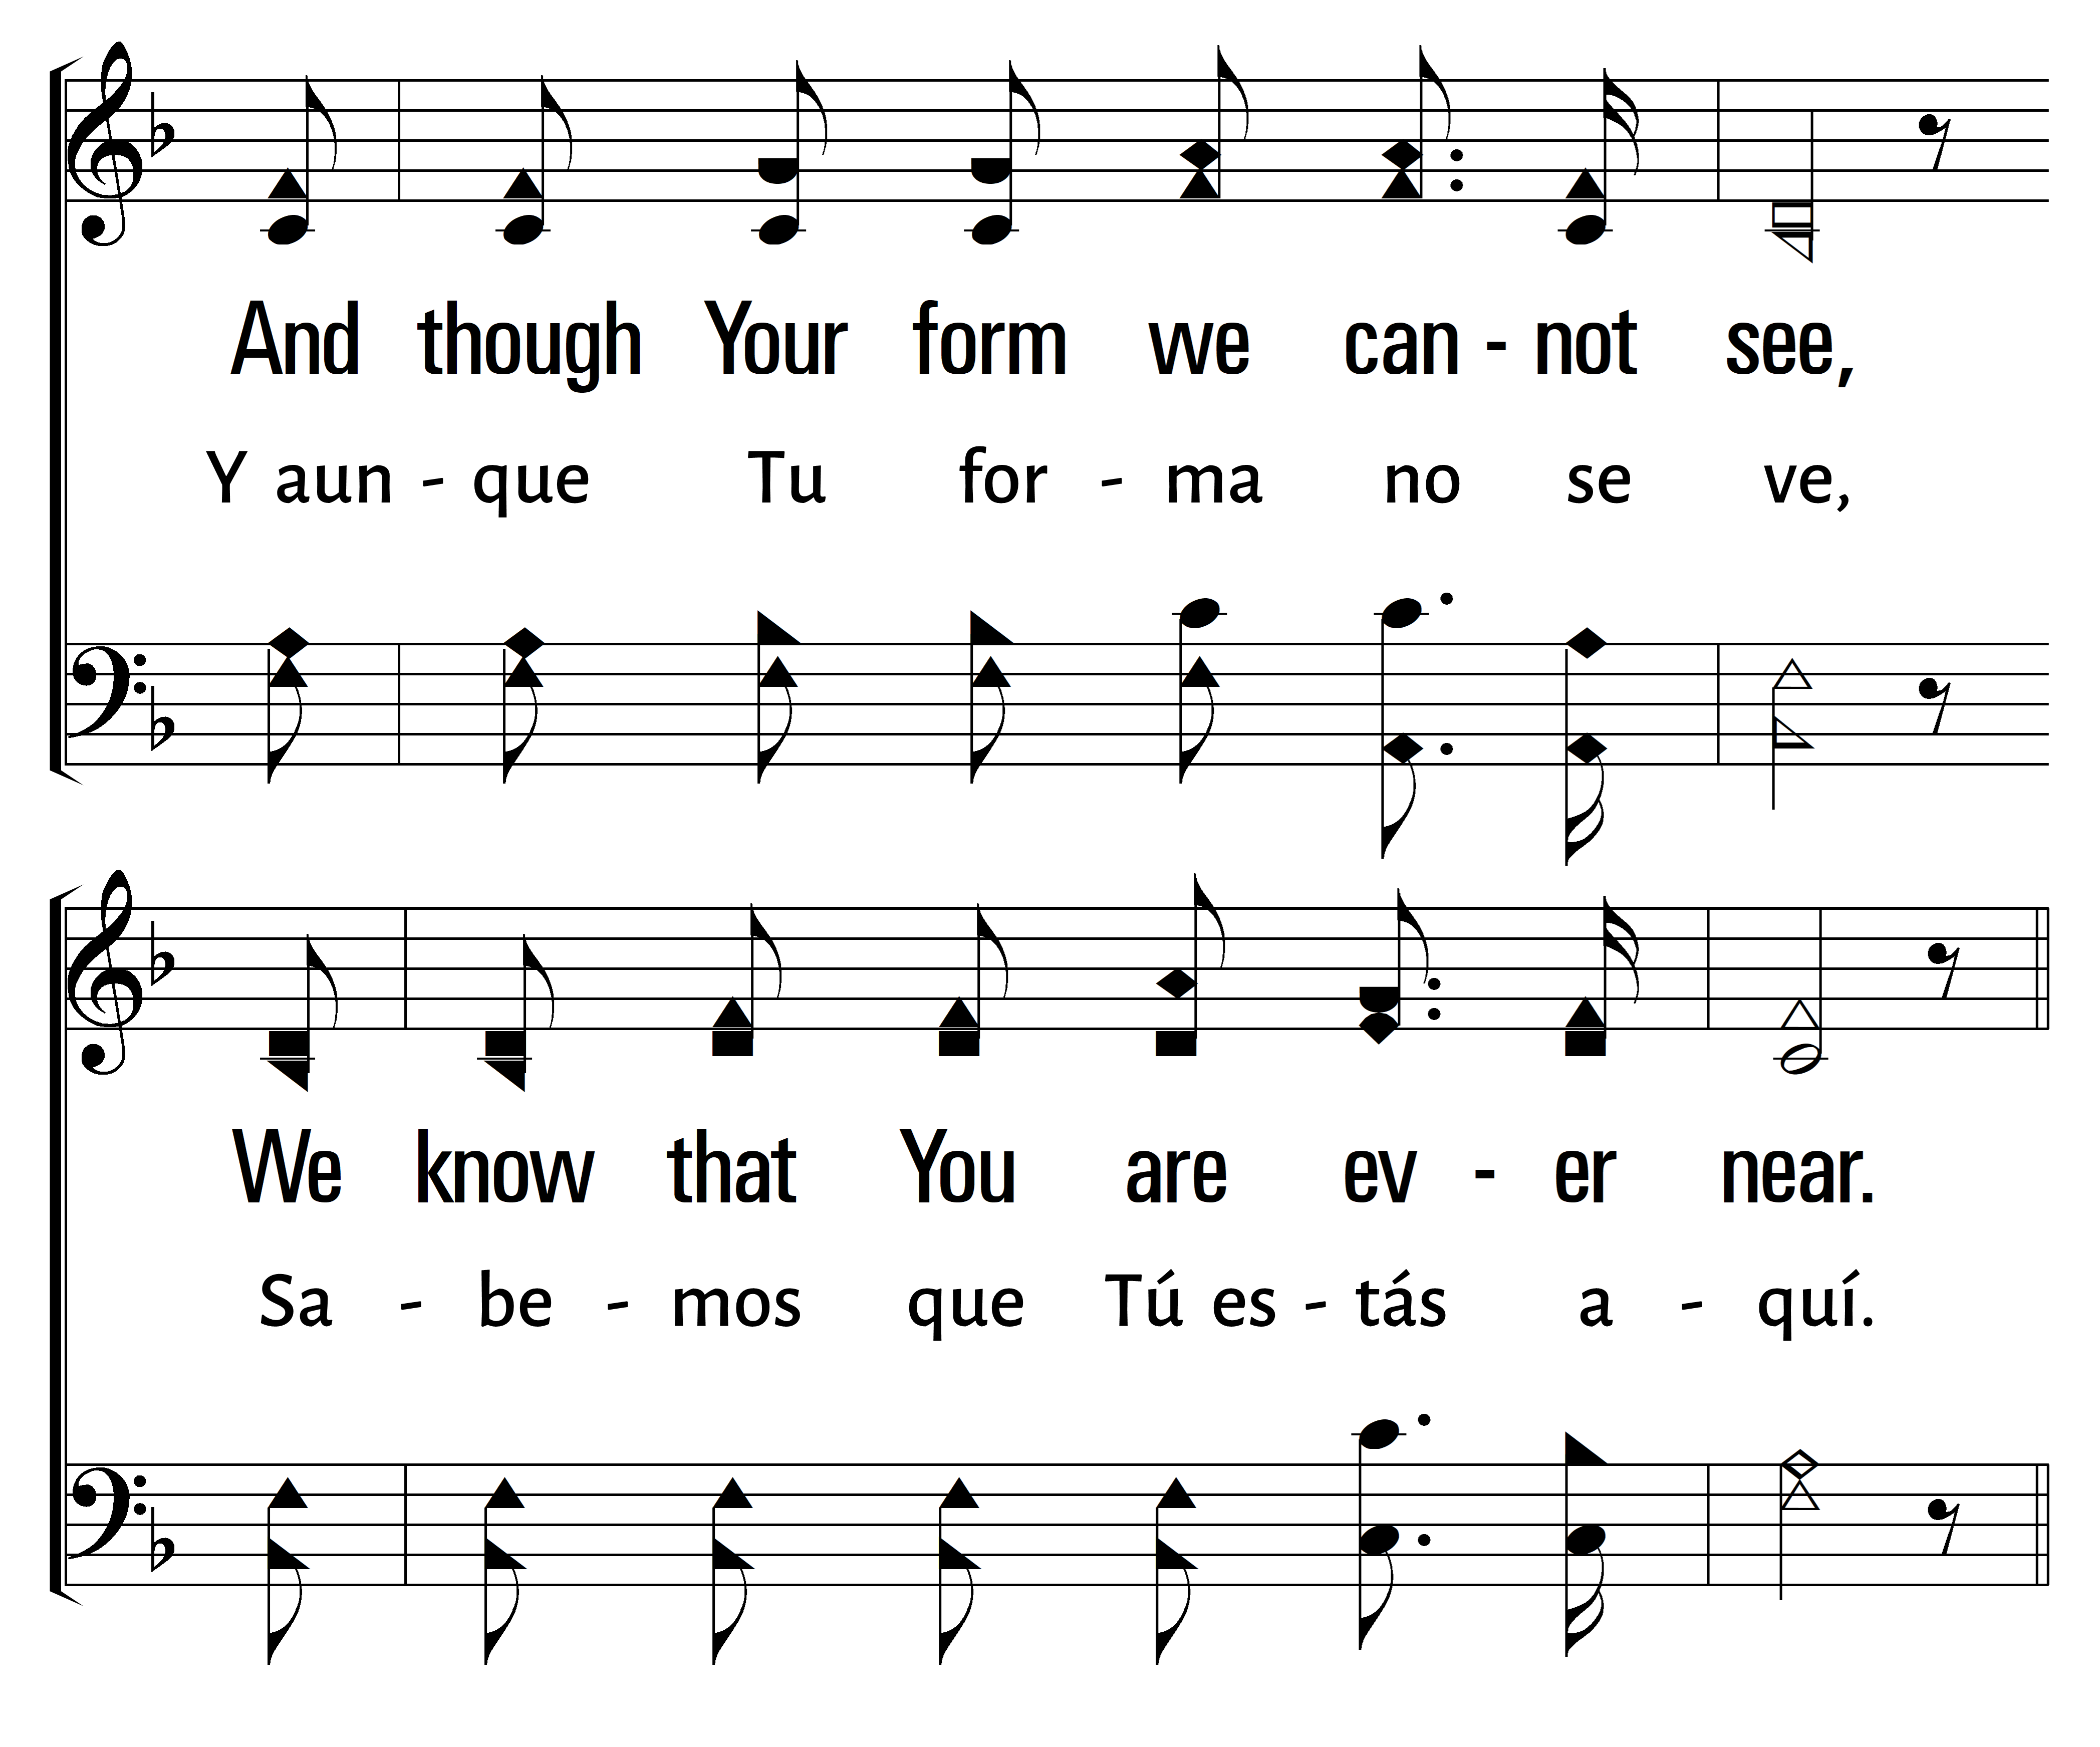 And though Your form we can - not see,
Y aun - que Tu for - ma no se ve,
We know that You are ev - er near.
Sa - be - mos que Tú es - tás a - quí.